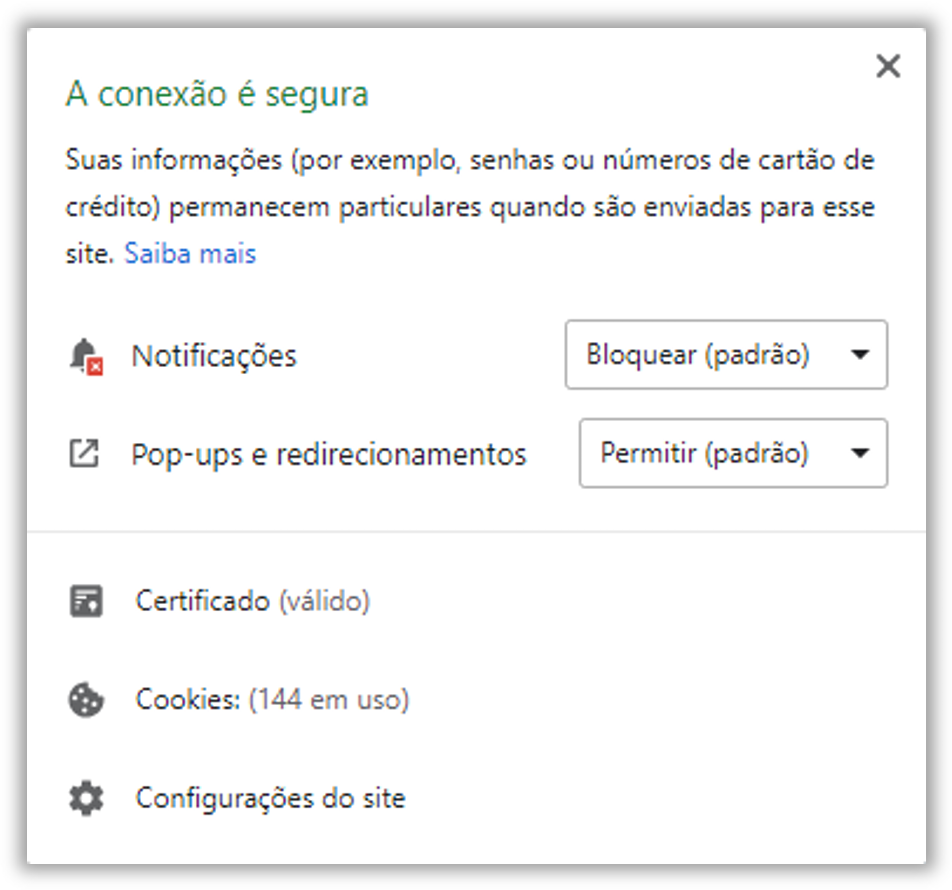 A conexão é segura
Suas informações (por exemplo, senhas ou números de cartão de
crédito) permanecem particulares quando são enviadas para esse
site. Saiba mais
Notificações
Bloquear (padrão)
Pop-ups e redirecionamentos
Permitir (padrão)
Certificado (válido)
Cookies: (144 em uso)
Configurações do site